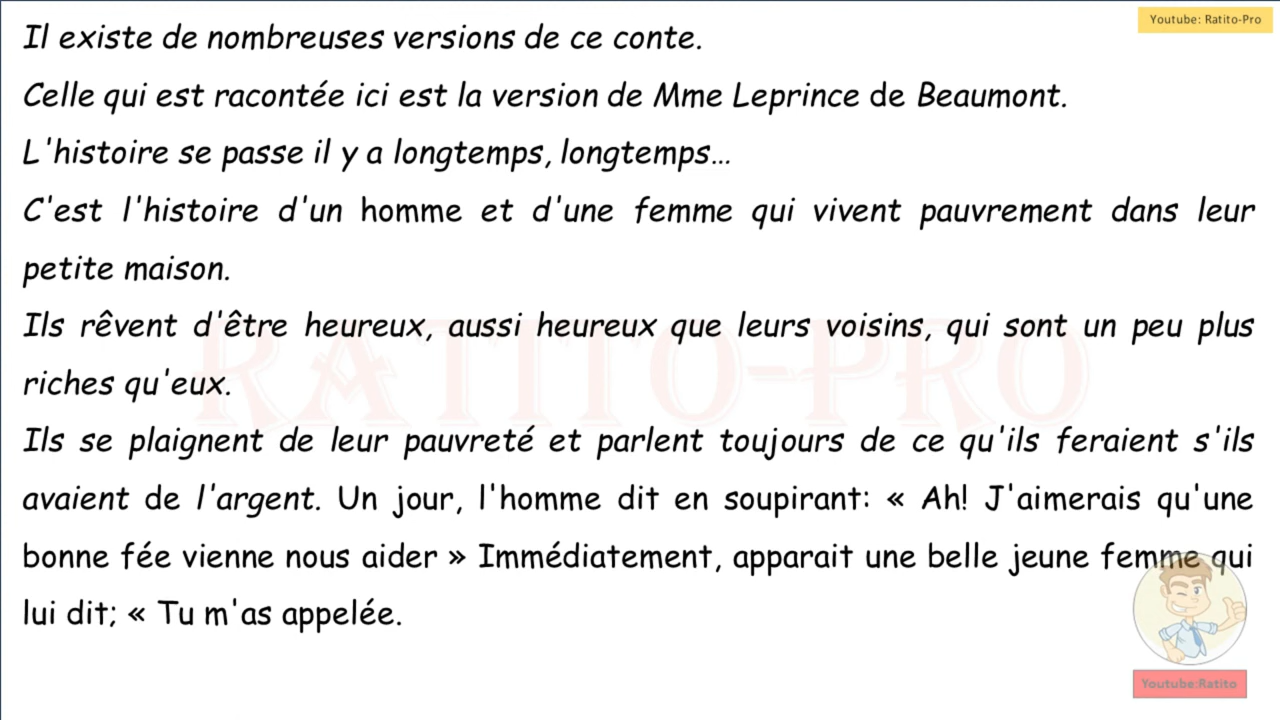 Youtube: Ratito-Pro
Il existe de nombreuses versions de ce conte.
Celle qui est racontée ici est la version de Mme Leprince de Beaumont.
L'histoire se passe il y a longtemps, longtemps…
C'est l'histoire d'un homme et d'une femme qui vivent pauvrement dans leur
petite maison.
Ils rêvent d'être heureux, aussi heureux que leurs voisins, qui sont un peu plus
riches qu'eux.
Ils se plaignent de leur pauvreté et parlent toujours de ce qu'ils feraient s'ils
avaient de l'argent. Un jour, l'homme dit en soupirant: « Ah! J'aimerais qu'une
bonne fée vienne nous aider » Immédiatement, apparait une belle jeune femme qui
lui dit; « Tu m'as appelée.
RATITO-PRO
Youtube:Ratito